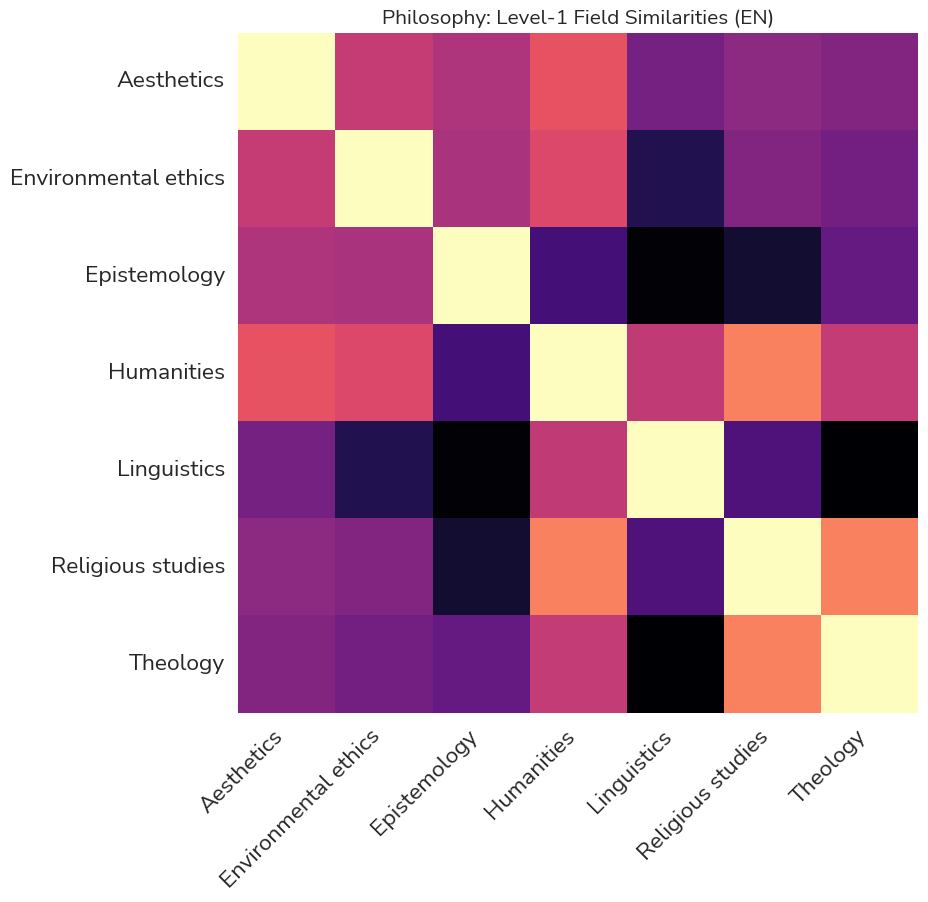 Philosophy: Level-1 Field Similarities (EN)
Aesthetics
Environmental ethics
Epistemology
Humanities
Linguistics
Religious studies
Theology
Aesthetics
Environmental ethics
Epistemology
Humanities
Linguistics
Religious studies
Theology